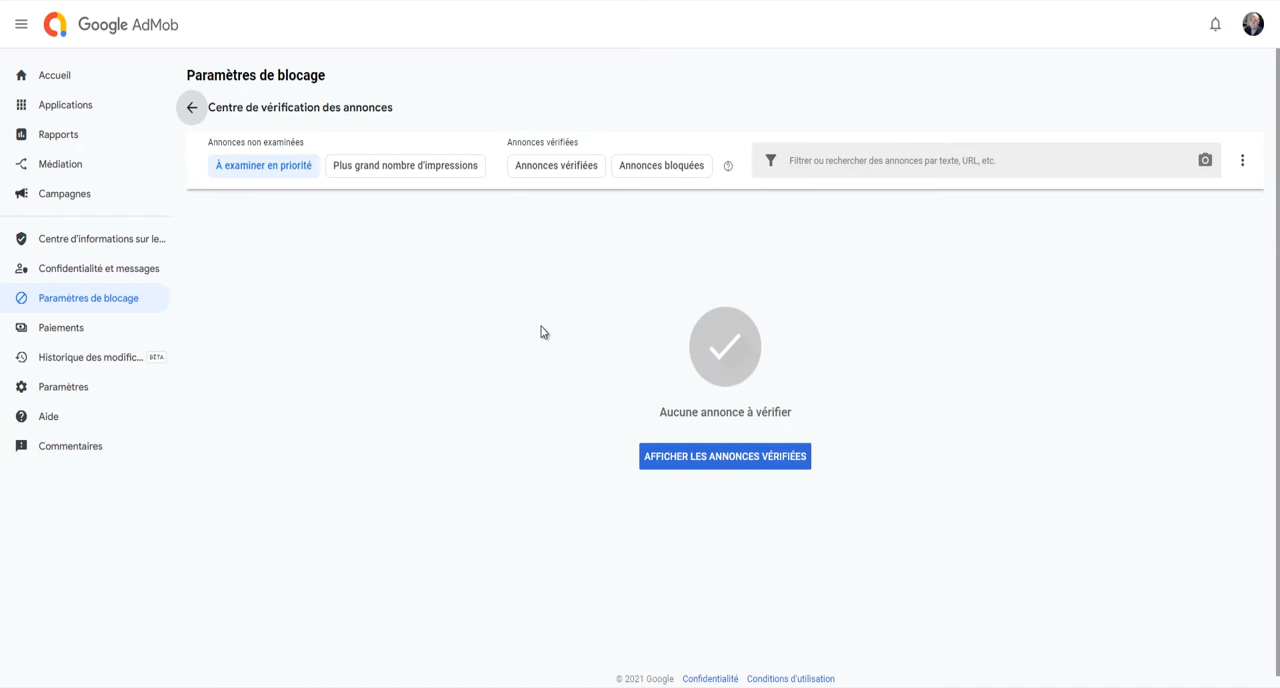 Google AdMob
Accueil
Applications
Rapports
Médiation
Campagnes
Centre d'informations sur le...
Confidentialité et messages
Paramètres de blocage
Paiements
Historique des modific... BÊTA
Paramètres
Aide
Commentaires
Paramètres de blocage
Centre de vérification des annonces
Annonces non examinées
À examiner en priorité
Plus grand nombre d'impressions
Annonces vérifiées
Annonces vérifiées
Annonces bloquées
Filtrer ou rechercher des annonces par texte, URL, etc.
Aucune annonce à vérifier
AFFICHER LES ANNONCES VÉRIFIÉES
© 2021 Google Confidentialité Conditions d'utilisation